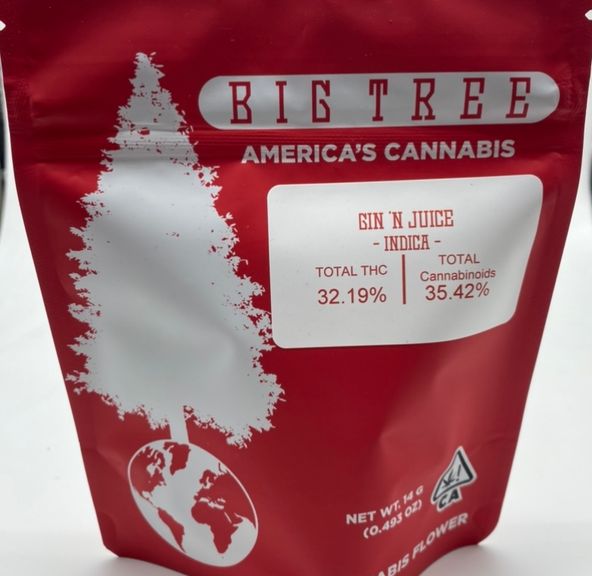 BIG TREE
AMERICA'S CANNABIS
GIN 'N JUICE
- INDICA -
TOTAL THC
32.19%
TOTAL
Cannabinoids
35.42%
!
CA
NET WT. 14 G
(0.493 OZ)
FLOWER